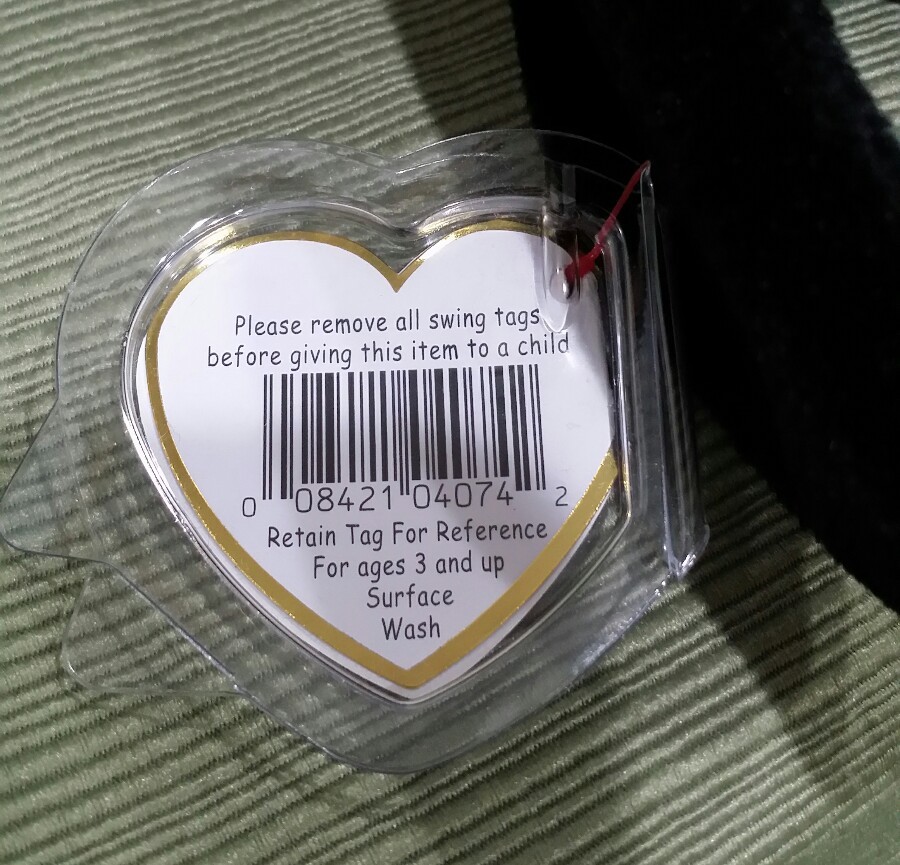 Please remove all swing tags
before giving this item to a child
0 08421 04074 2
Retain Tag For Reference
For ages 3 and up
Surface
Wash